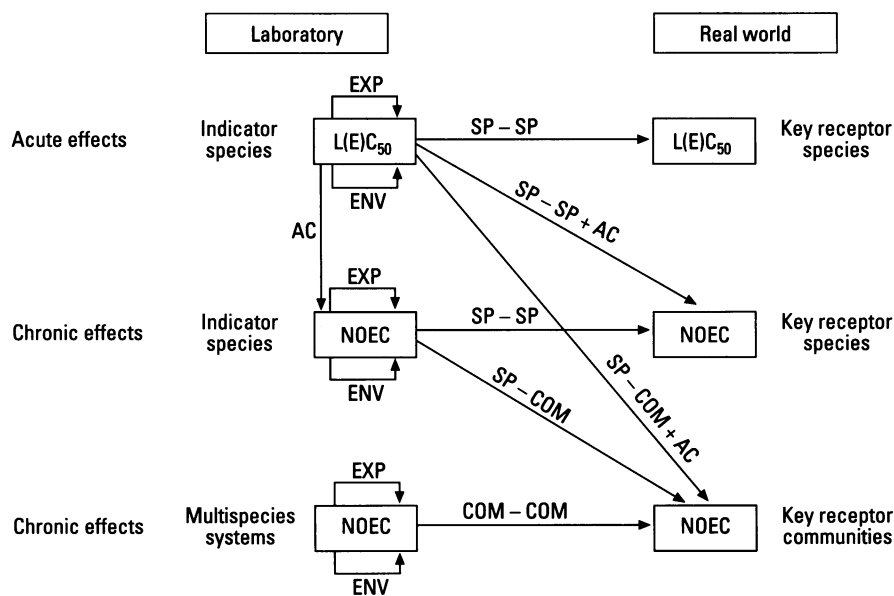 Laboratory
Real world
EXP
Acute effects
Indicator
species
L(E)C50
SP – SP
L(E)C50
Key receptor
species
ENV
SP – SP + AC
AC
EXP
Chronic effects
Indicator
species
NOEC
SP – SP
NOEC
Key receptor
species
ENV
SP – COM
SP – COM + AC
EXP
Chronic effects
Multispecies
systems
NOEC
COM – COM
NOEC
Key receptor
communities
ENV